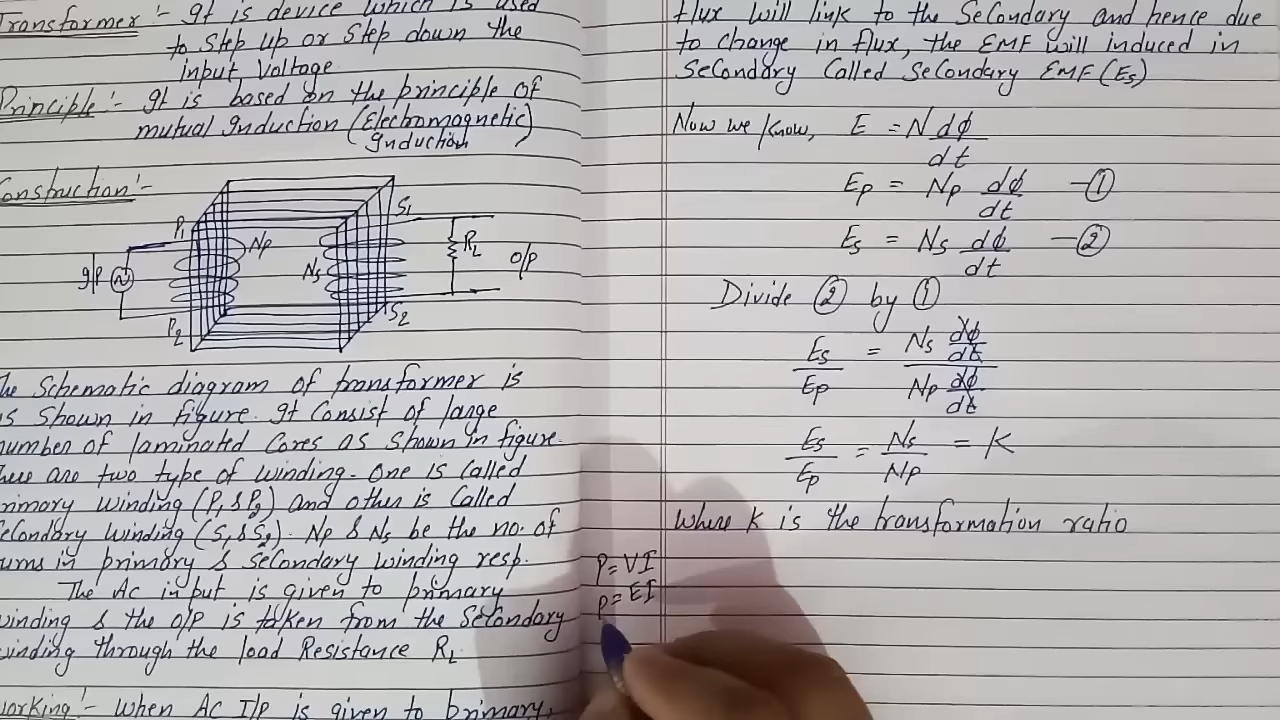 Transformer :- It is device which is used
to step up or step down the
input, voltage
Principle :- It is based on the principle of
mutual Induction (Electromagnetic)
(Induction)
Construction :-
P1
Np
S1
I/P
Ns
RL
O/P
P2
S2
The Schematic diagram of transformer is
as shown in figure. It consist of large
number of laminated Cores as shown in figure.
There are two type of winding. One is called
primary winding (P1 & P2) and other is called
Secondary winding (S1 & S2). Np & Ns be the no. of
turns in primary & secondary winding resp.
The Ac input is given to primary
winding & the o/p is taken from the Secondary
winding through the load Resistance RL
Working :- When Ac I/p is given to primary,
flux will link to the Secondary and hence due
to change in flux, the EMF will induced in
Secondary Called Secondary EMF (Es)
Now we know, E = N dφ/dt
Ep = Np dφ/dt —①
Es = Ns dφ/dt —②
Divide ② by ①
Es/Ep = Ns dφ/dt / Np dφ/dt
Es/Ep = Ns/Np = K
Where K is the transformation ratio
P = VI
P = EI